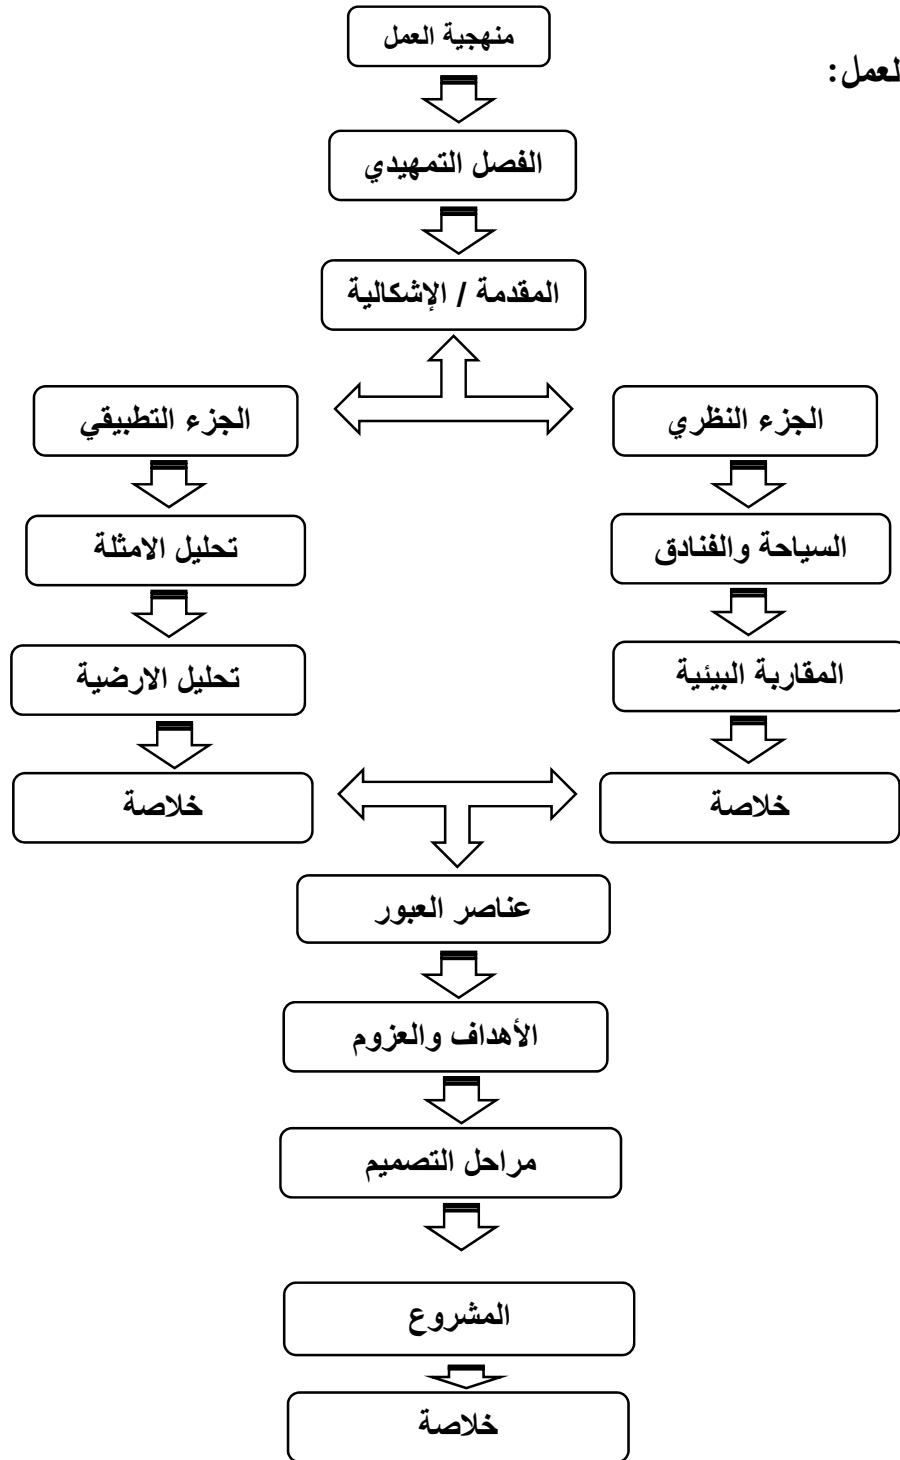 منهجية العمل
لعمل:
الفصل التمهيدي
المقدمة / الإشكالية
الجزء النظري
الجزء التطبيقي
السياحة والفنادق
تحليل الامثلة
المقاربة البيئية
تحليل الارضية
خلاصة
خلاصة
عناصر العبور
الأهداف والعزوم
مراحل التصميم
المشروع
خلاصة